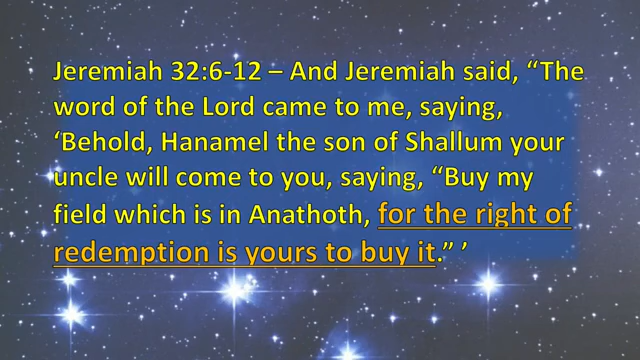 Jeremiah 32:6-12 – And Jeremiah said, “The
word of the Lord came to me, saying,
‘Behold, Hanamel the son of Shallum your
uncle will come to you, saying, “Buy my
field which is in Anathoth, for the right of
redemption is yours to buy it.” ’